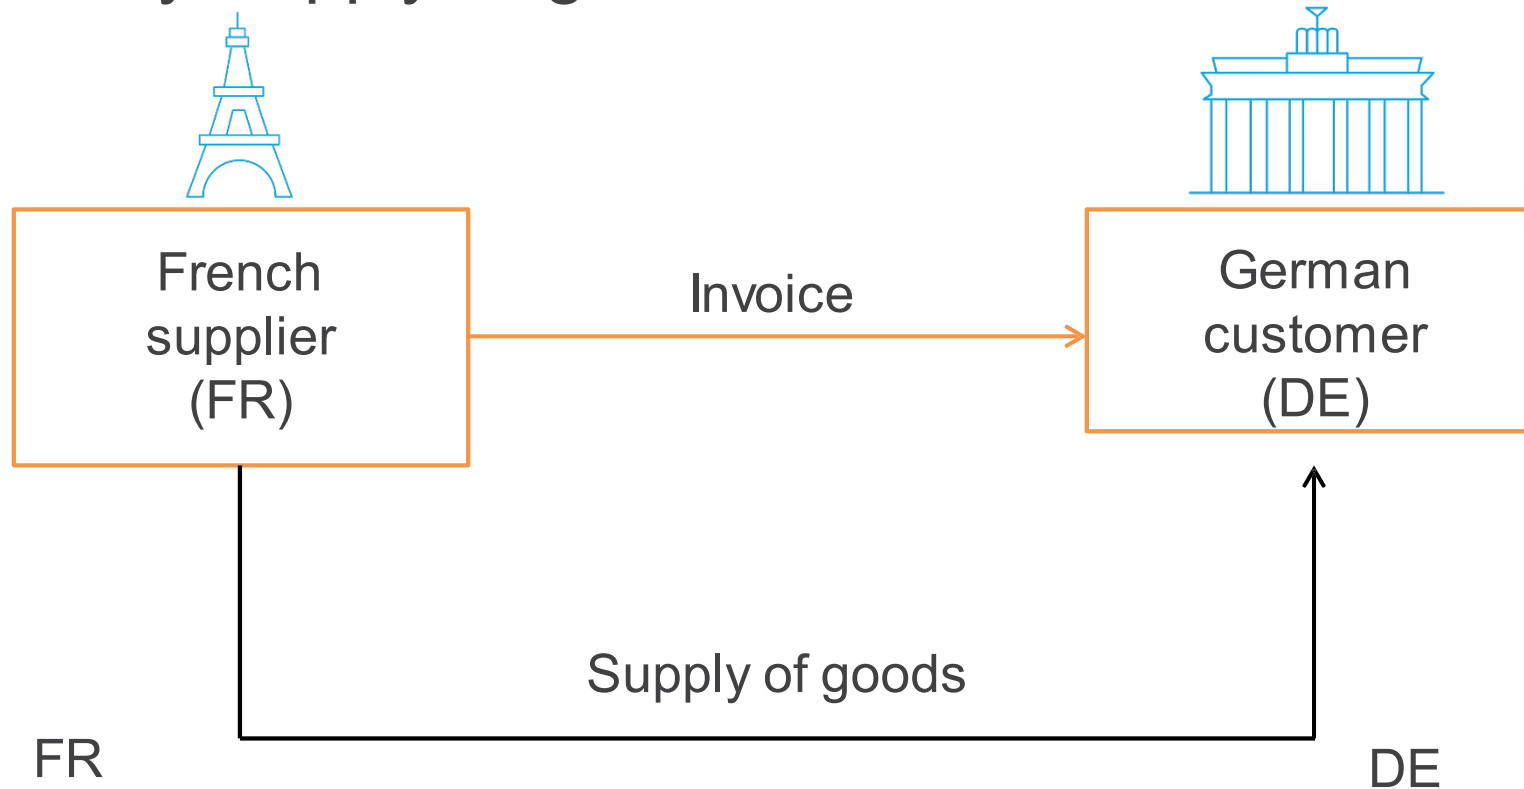 French
supplier
(FR)
Invoice
German
customer
(DE)
Supply of goods
FR
DE